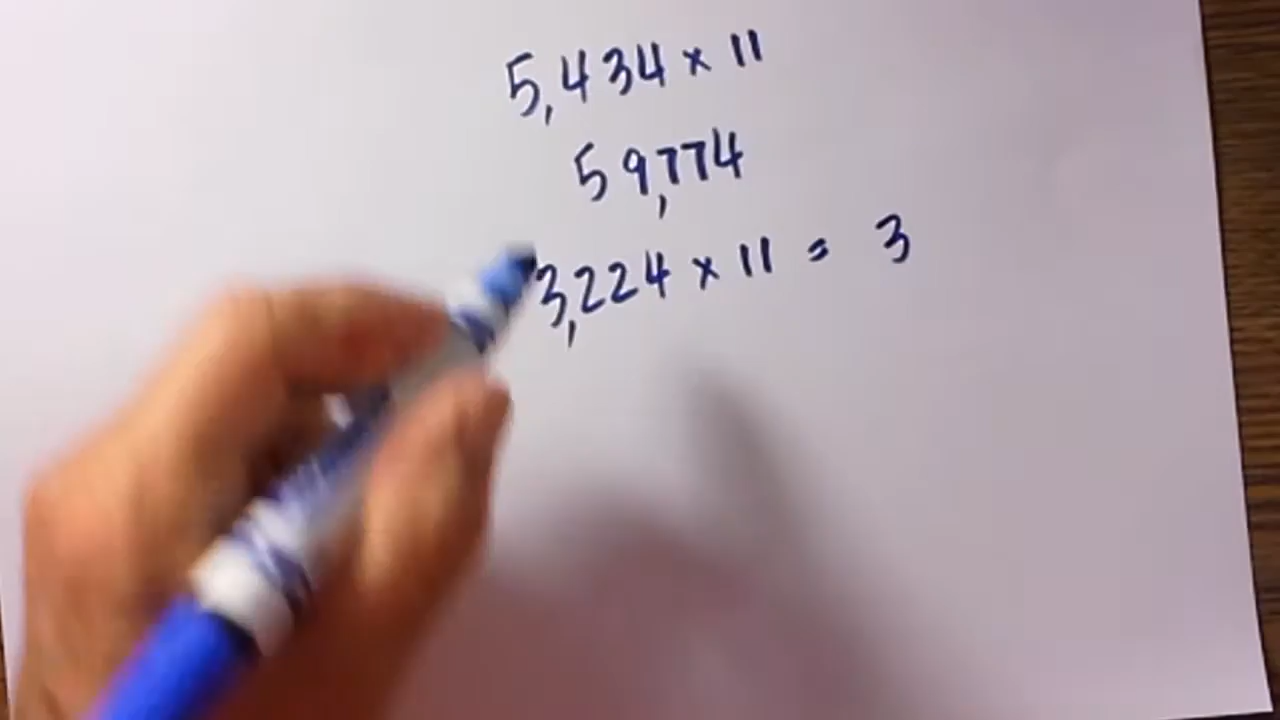 5,434 x 11
59,774
3,224 x 11 = 3